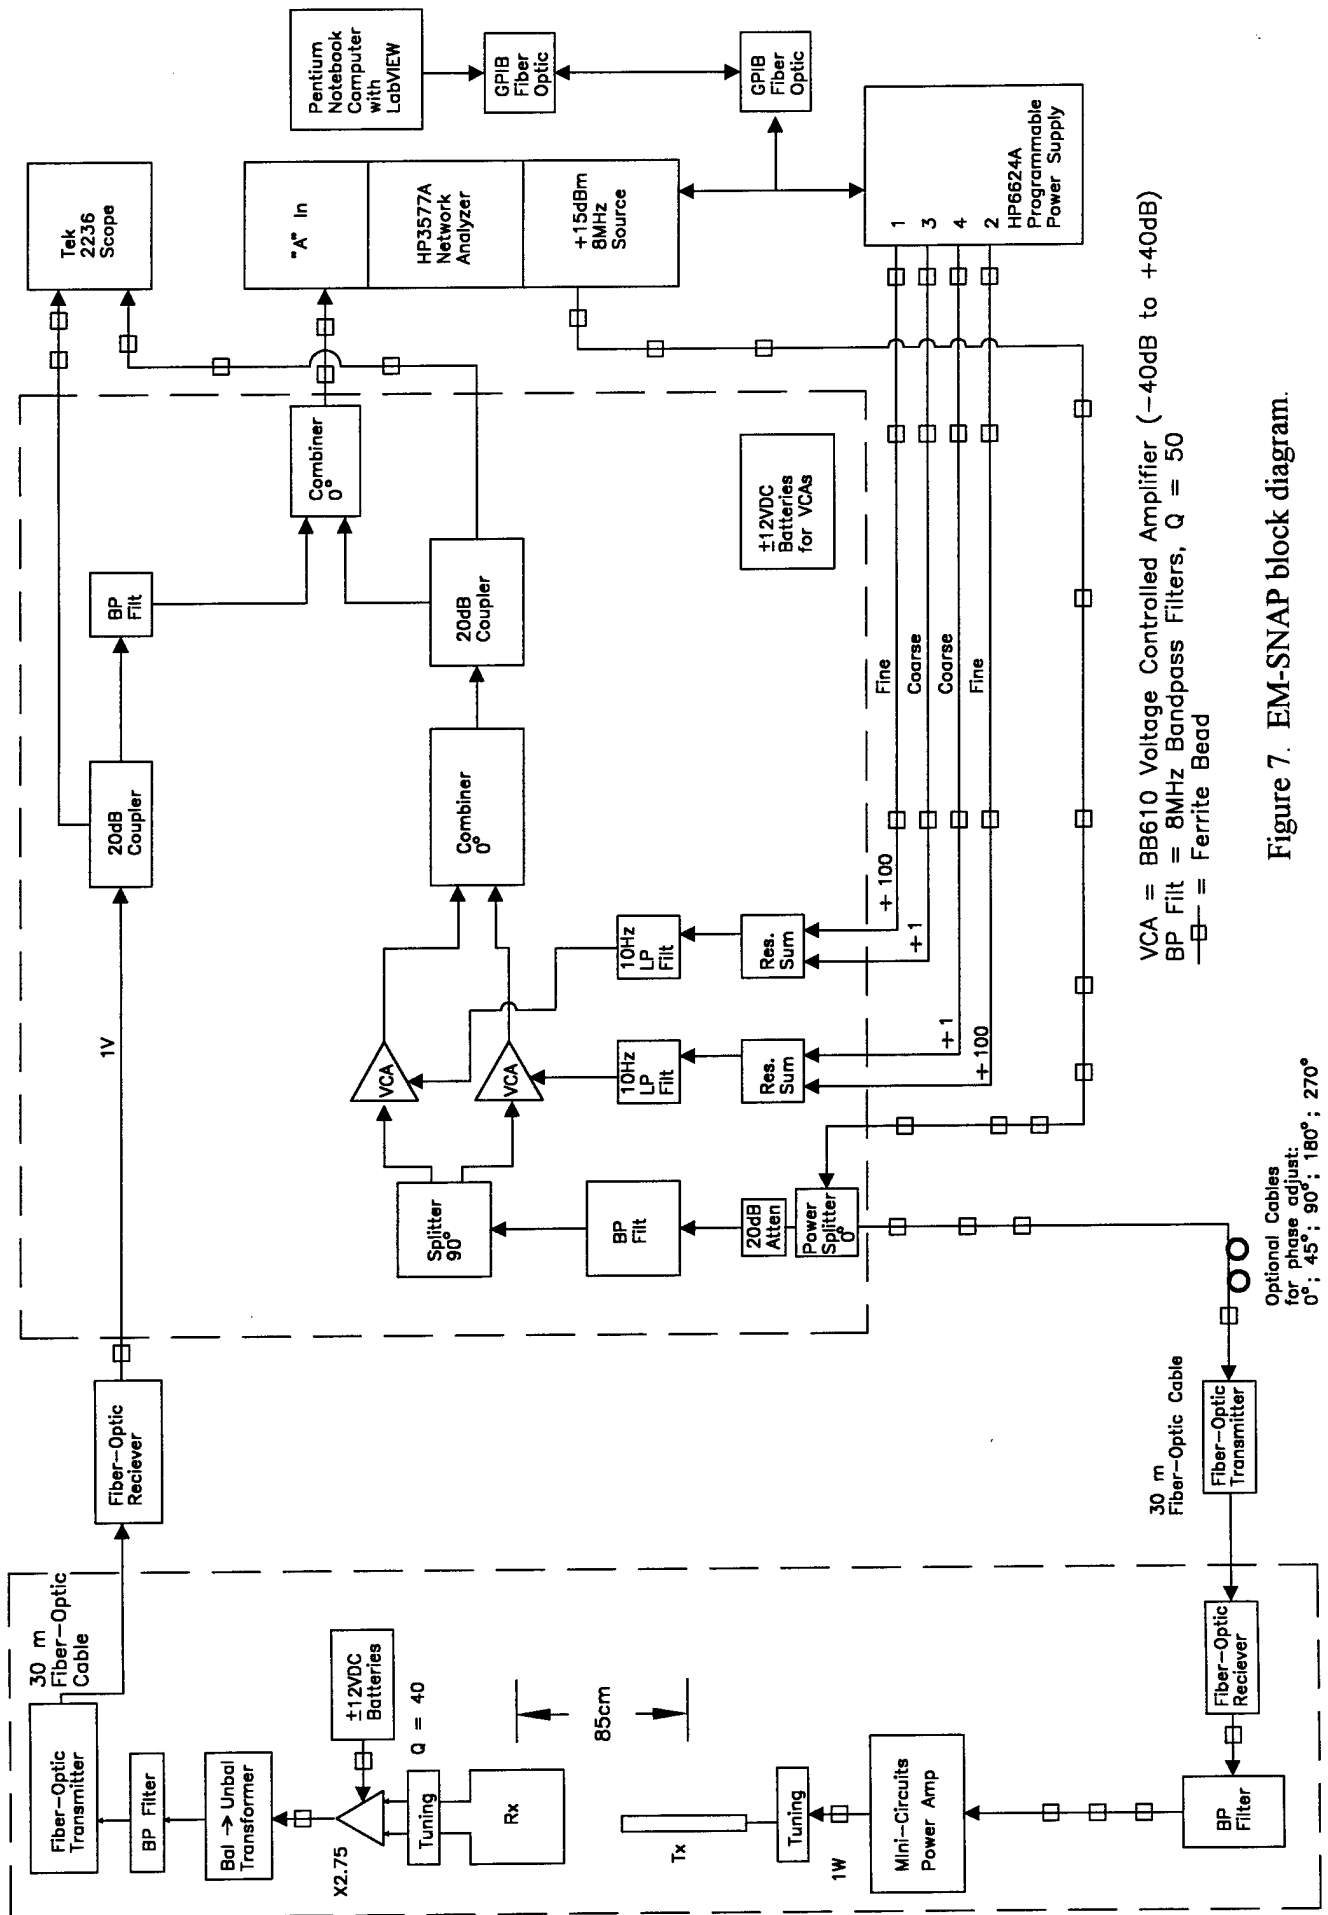 30 m
Fiber-Optic
Cable
Fiber-Optic
Transmitter
BP Filter
Bal → Unbal
Transformer
X2.75
±12VDC
Batteries
Q = 40
Tuning
Rx
85cm
Tx
Tuning
1W
Mini-Circuits
Power Amp
BP
Filter
Fiber-Optic
Reciever
Fiber-Optic
Reciever
30 m
Fiber-Optic Cable
Fiber-Optic
Transmitter
Optional Cables
for phase adjust:
0°; 45°; 90°; 180°; 270°
1V
20dB
Coupler
BP
Filt
Splitter
90°
BP
Filt
20dB
Atten
Power
Splitter
0°
VCA
VCA
10Hz
LP
Filt
10Hz
LP
Filt
Res.
Sum
Res.
Sum
÷ 100
÷ 1
÷ 1
÷ 100
Combiner
0°
20dB
Coupler
Combiner
0°
±12VDC
Batteries
for VCAs
Fine
Coarse
Coarse
Fine
Tek
2236
Scope
"A" In
HP3577A
Network
Analyzer
+15dBm
8MHz
Source
1
3
4
2
HP6624A
Programmable
Power Supply
Pentium
Notebook
Computer
with
LabVIEW
GPIB
Fiber
Optic
GPIB
Fiber
Optic
VCA = BB610 Voltage Controlled Amplifier (-40dB to +40dB)
BP Filt = 8MHz Bandpass Filters, Q = 50
= Ferrite Bead
Figure 7. EM-SNAP block diagram.